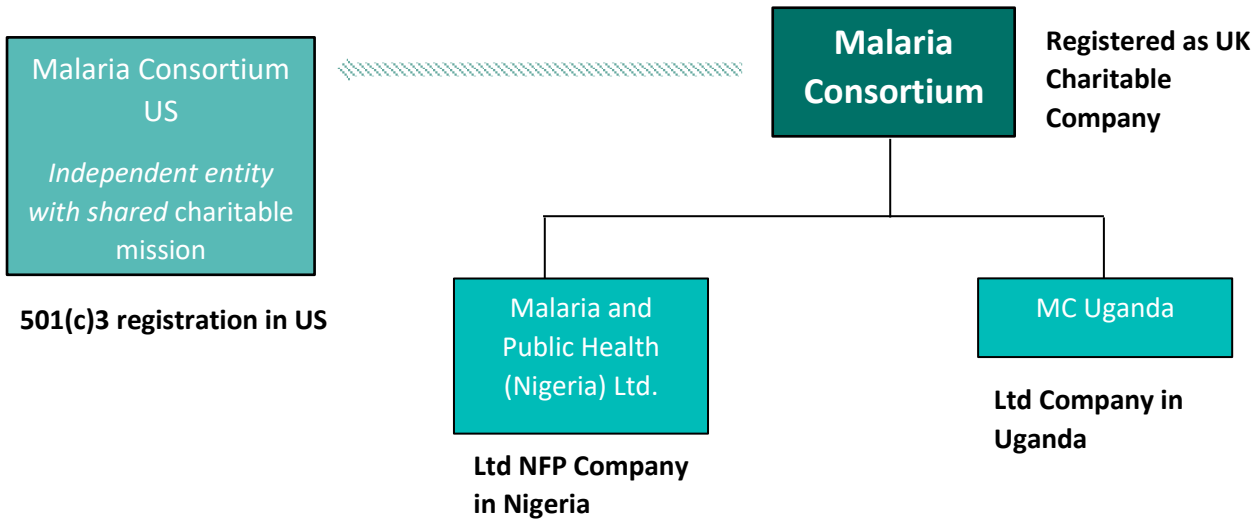 Malaria Consortium
US
Independent entity
with shared charitable
mission
501(c)3 registration in US
Malaria
Consortium
Registered as UK
Charitable
Company
Malaria and
Public Health
(Nigeria) Ltd.
Ltd NFP Company
in Nigeria
MC Uganda
Ltd Company in
Uganda